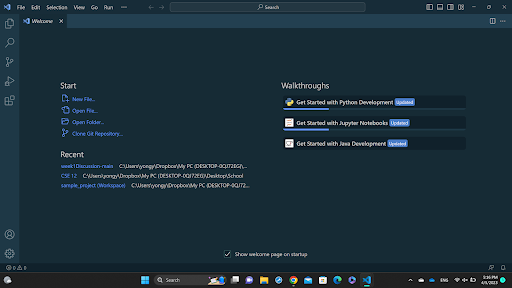 File Edit Selection View Go Run ···
Search
Welcome
Start
New File...
Open File...
Open Folder...
Clone Git Repository...
Recent
week1Discussion-main C:\Users\yongy\Dropbox\My PC (DESKTOP-0QJ72EG)\...
CSE 12 C:\Users\yongy\Dropbox\My PC (DESKTOP-0QJ72EG)\Desktop\School
sample_project (Workspace) C:\Users\yongy\Dropbox\My PC (DESKTOP-0QJ72...
Walkthroughs
Get Started with Python Development Updated
Get Started with Jupyter Notebooks Updated
Get Started with Java Development Updated
Show welcome page on startup
0 0
Search
ENG
5:16 PM
4/5/2023